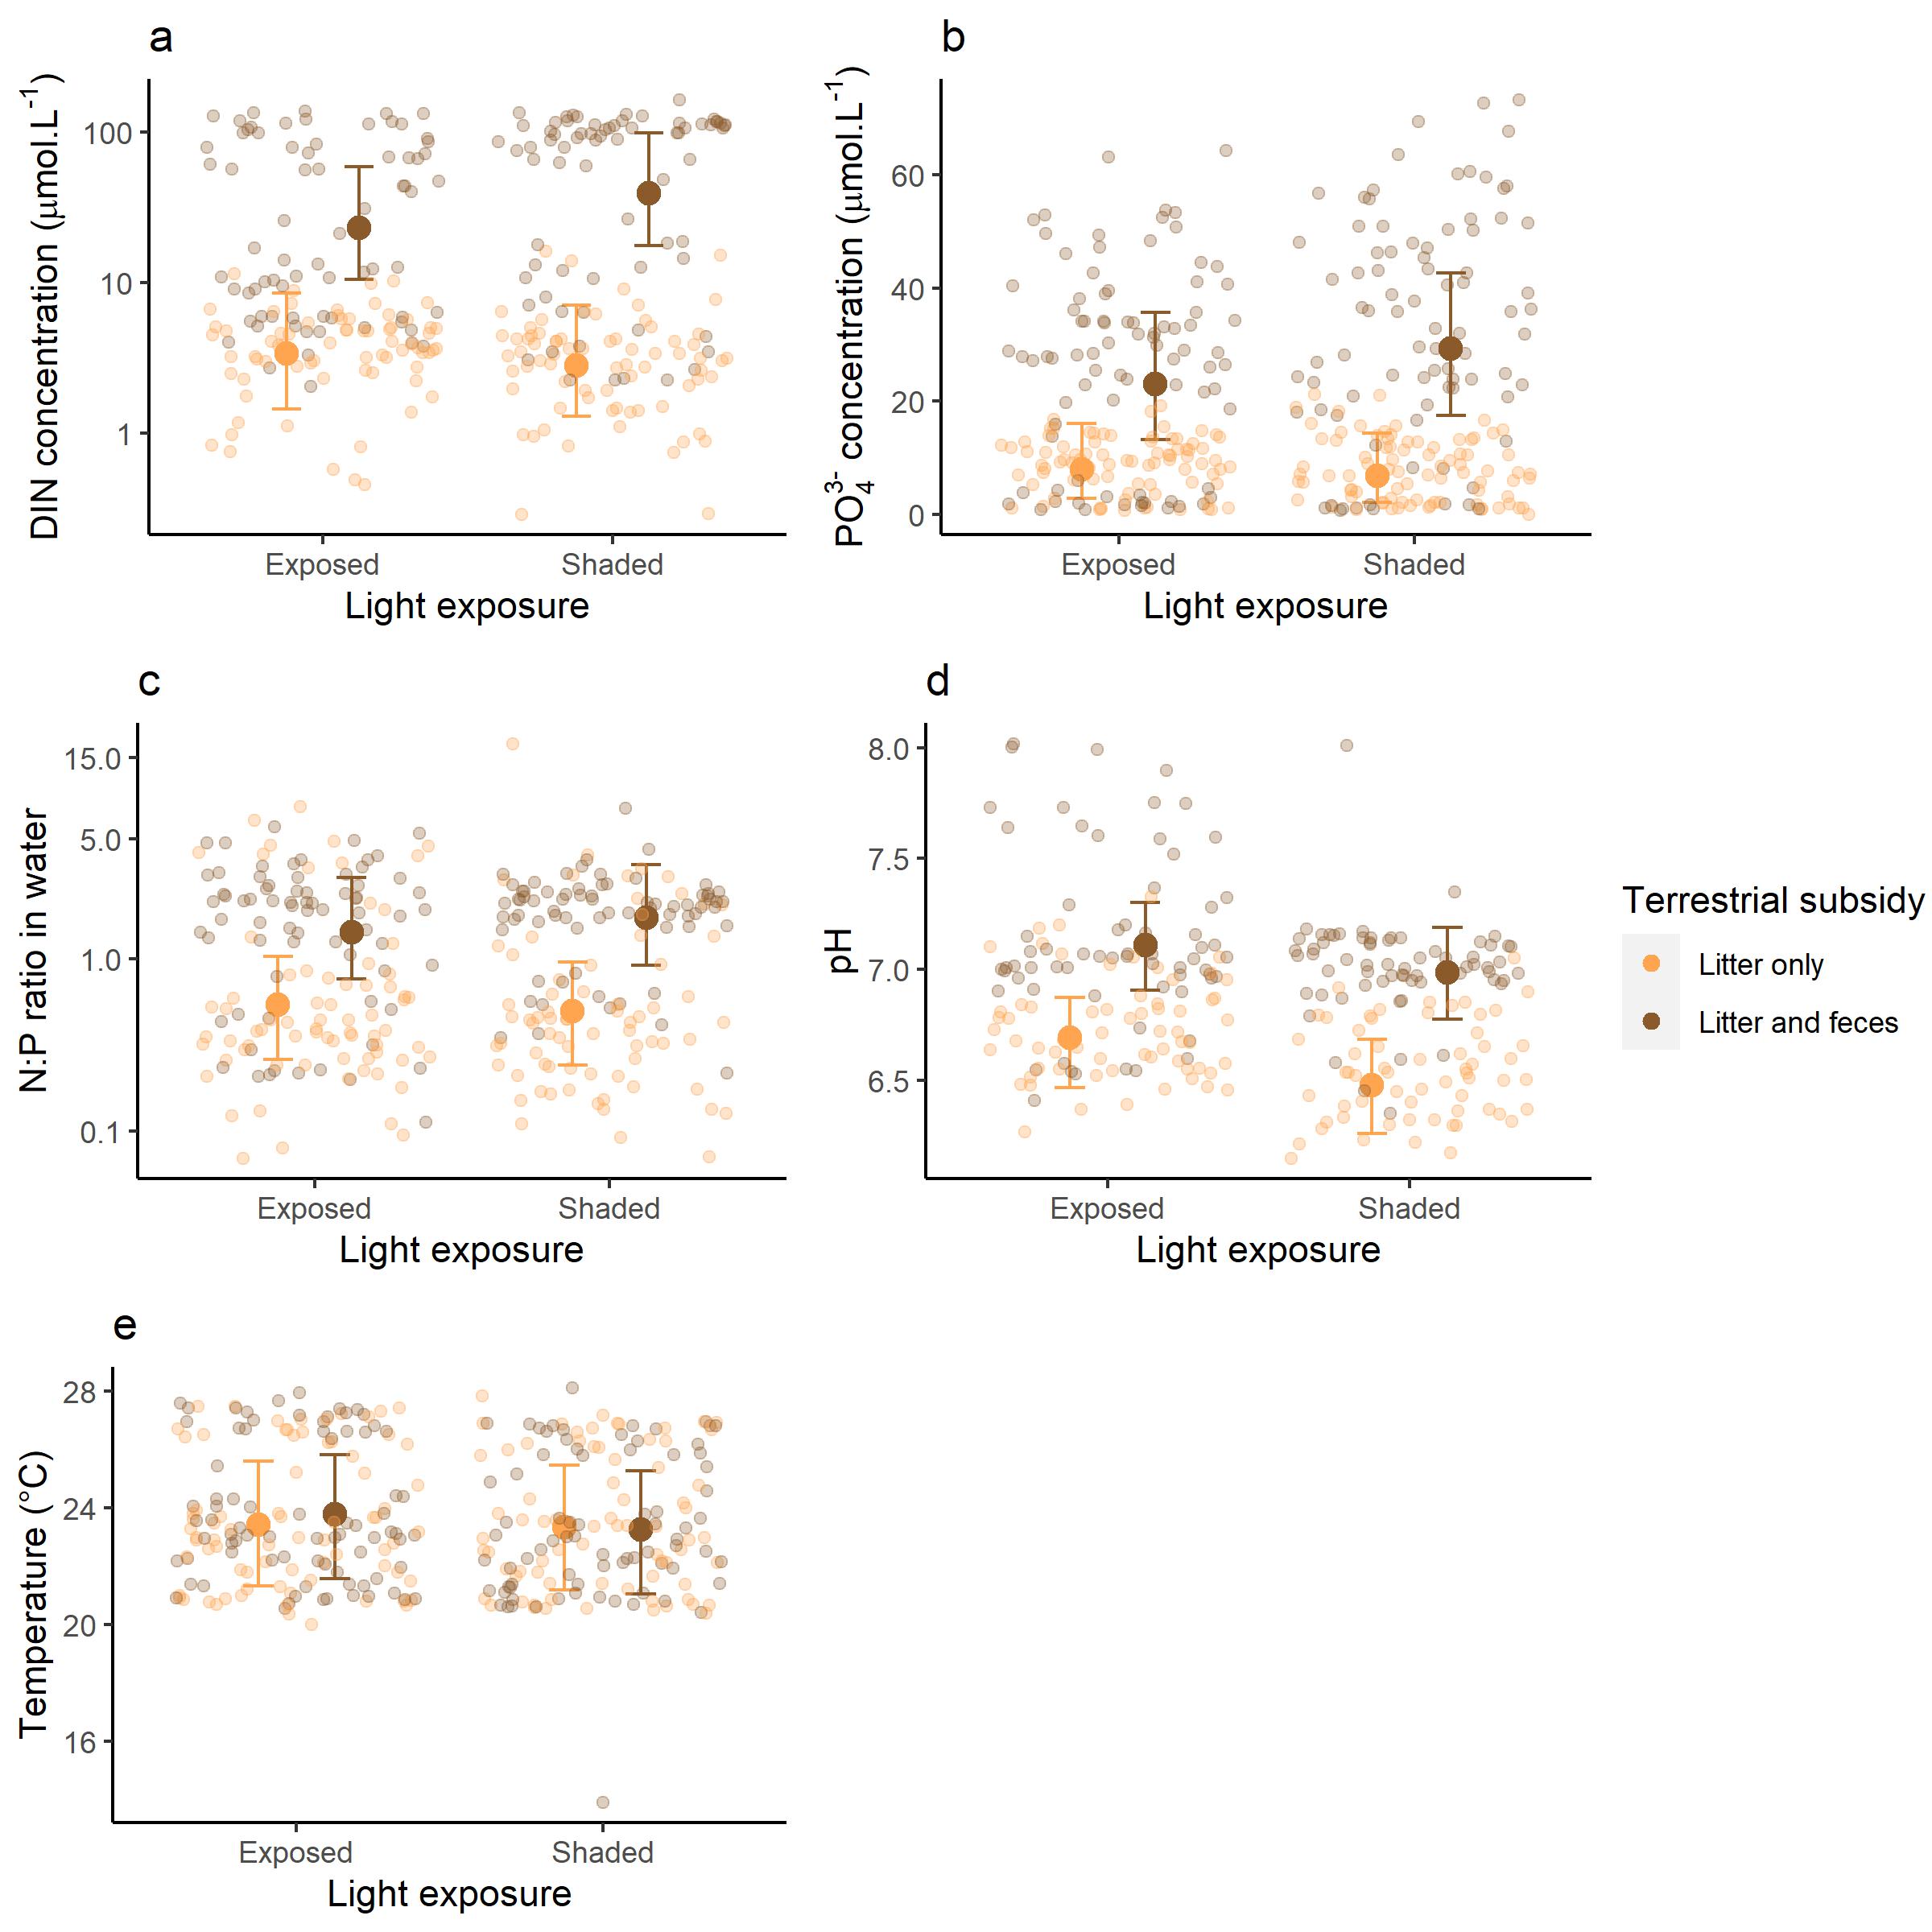 a
DIN concentration (μmol.L⁻¹)
100
10
1
Exposed
Shaded
Light exposure
b
PO₄³⁻ concentration (μmol.L⁻¹)
60
40
20
0
Exposed
Shaded
Light exposure
c
N:P ratio in water
15.0
5.0
1.0
0.1
Exposed
Shaded
Light exposure
d
pH
8.0
7.5
7.0
6.5
Exposed
Shaded
Light exposure
Terrestrial subsidy
Litter only
Litter and feces
e
Temperature (°C)
28
24
20
16
Exposed
Shaded
Light exposure